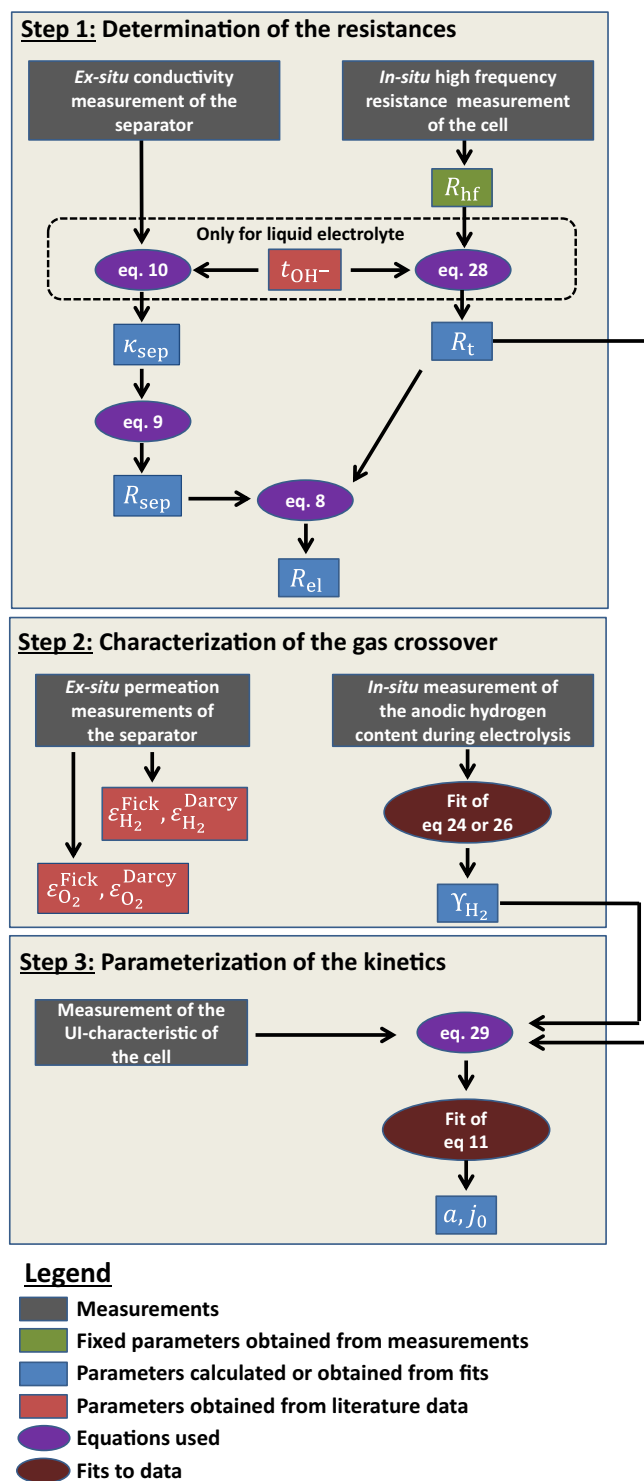 Step 1: Determination of the resistances
Ex-situ conductivity
measurement of the
separator
In-situ high frequency
resistance measurement
of the cell
R_hf
Only for liquid electrolyte
eq. 10
t_OH−
eq. 28
κ_sep
R_t
eq. 9
R_sep
eq. 8
R_el
Step 2: Characterization of the gas crossover
Ex-situ permeation
measurements of
the separator
In-situ measurement of
the anodic hydrogen
content during electrolysis
ε_H₂^Fick, ε_H₂^Darcy
Fit of
eq 24 or 26
ε_O₂^Fick, ε_O₂^Darcy
ϒ_H₂
Step 3: Parameterization of the kinetics
Measurement of the
UI-characteristic of
the cell
eq. 29
Fit of
eq 11
a, j₀
Legend
Measurements
Fixed parameters obtained from measurements
Parameters calculated or obtained from fits
Parameters obtained from literature data
Equations used
Fits to data